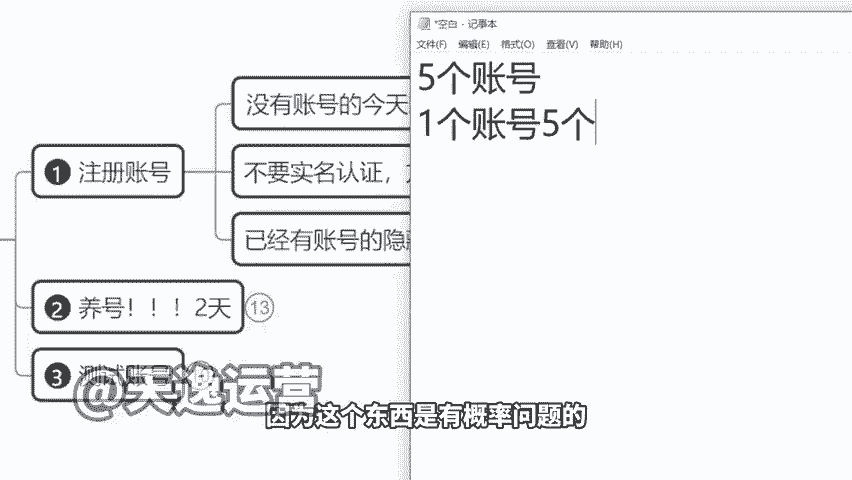 *空白 - 记事本
文件(F) 编辑(E) 格式(O) 查看(V) 帮助(H)
5个账号
1个账号5个
没有账号的今天
1 注册账号
不要实名认证，
已经有账号的隐
2 养号！！！2天 13
3 测试账号
@天逸运营
因为这个东西是有概率问题的